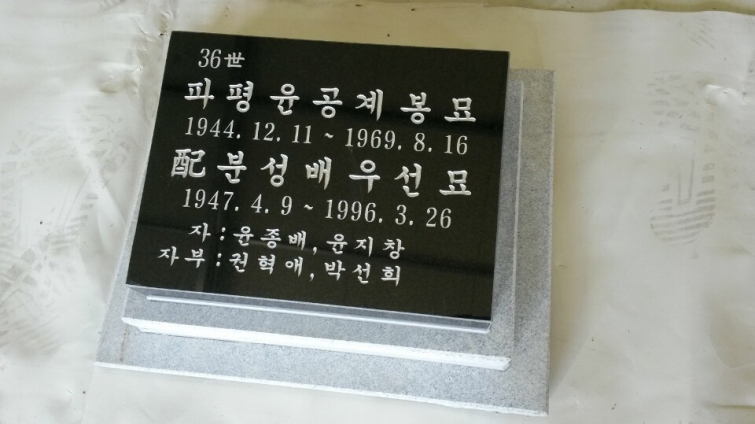 36世
파평윤공계봉묘
1944. 12. 11 ~ 1969. 8. 16
配분성배우선묘
1947. 4. 9 ~ 1996. 3. 26
자 : 윤종배, 윤지창
자부 : 권혁애, 박선희